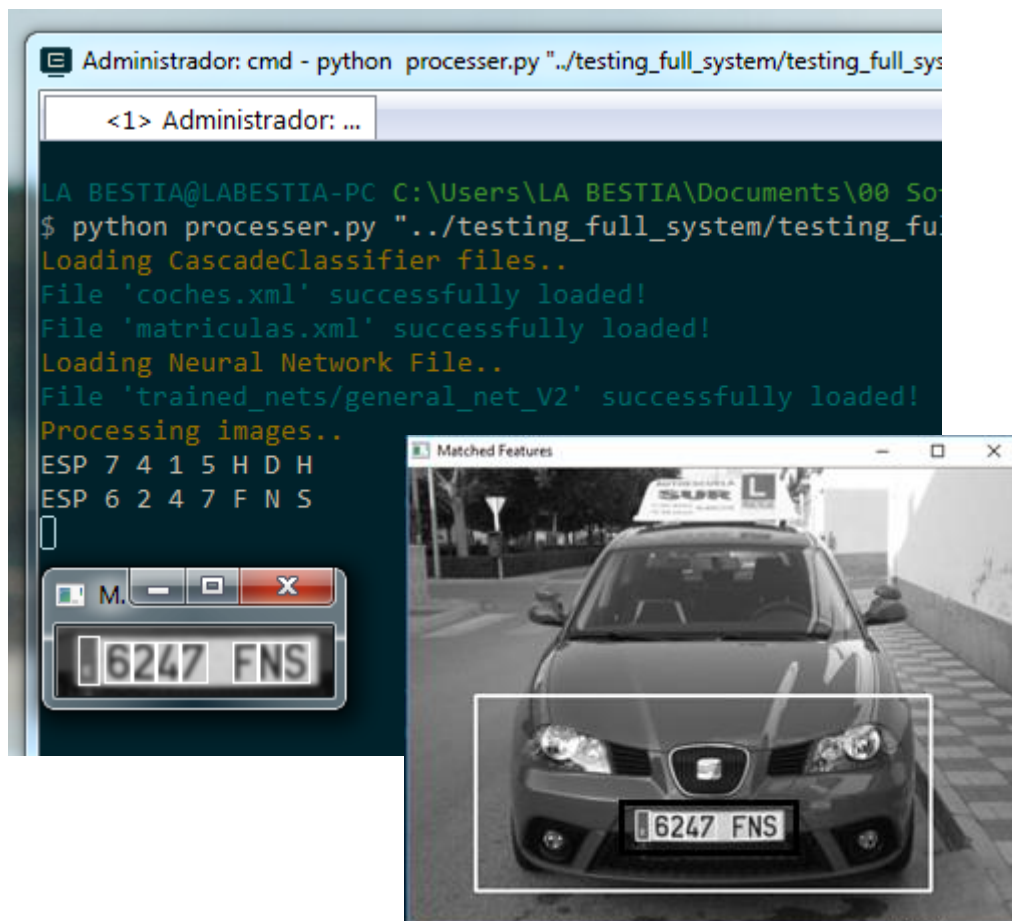 Administrador: cmd - python processer.py "../testing_full_system/testing_full_sys
<1> Administrador: ...
LA BESTIA@LABESTIA-PC C:\Users\LA BESTIA\Documents\00 So
$ python processer.py "../testing_full_system/testing_fu
Loading CascadeClassifier files..
File 'coches.xml' successfully loaded!
File 'matriculas.xml' successfully loaded!
Loading Neural Network File..
File 'trained_nets/general_net_V2' successfully loaded!
Processing images..
ESP 7 4 1 5 H D H
ESP 6 2 4 7 F N S
M.
6247 FNS
Matched Features
AUTOESCUELA
SUR L
6247 FNS